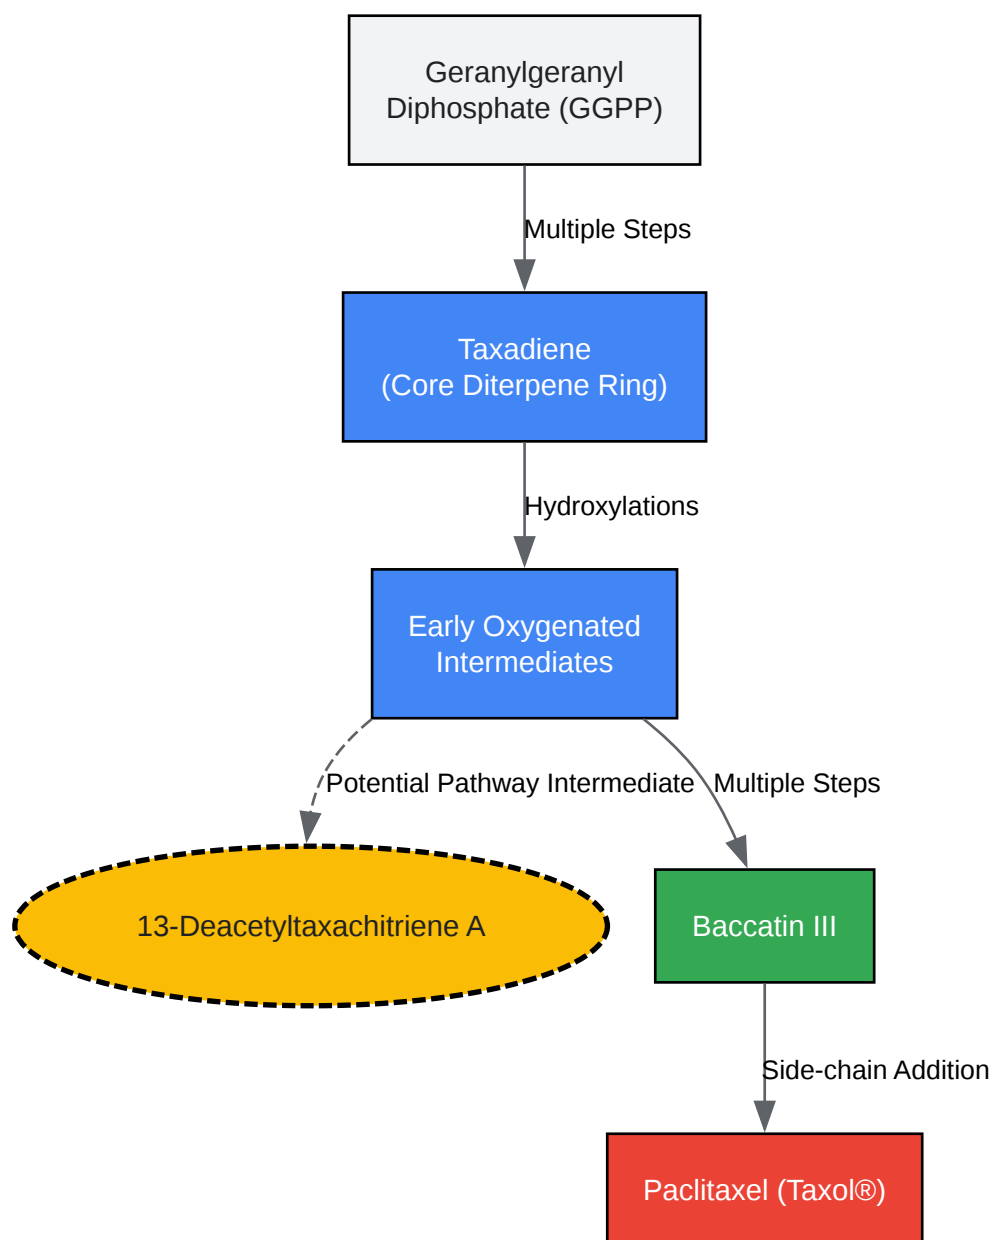 Geranylgeranyl
Diphosphate (GGPP)
Multiple Steps
Taxadiene
(Core Diterpene Ring)
Hydroxylations
Early Oxygenated
Intermediates
Potential Pathway Intermediate
Multiple Steps
13-Deacetyltaxachitriene A
Baccatin III
Side-chain Addition
Paclitaxel (Taxol®)